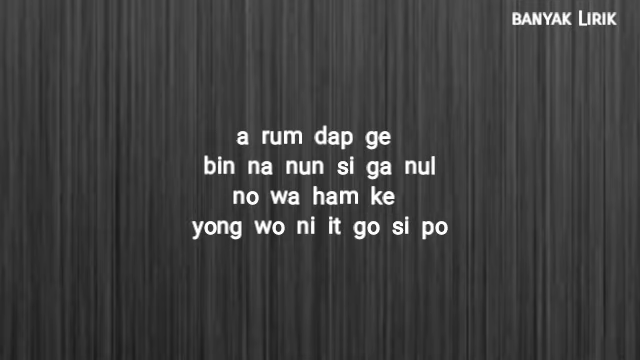 BANYAK LIRIK
a rum dap ge
bin na nun si ga nul
no wa ham ke
yong wo ni it go si po